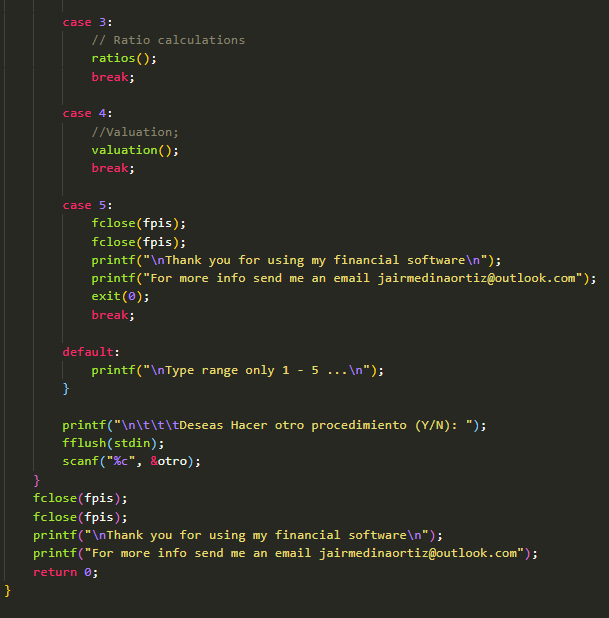 case 3:
// Ratio calculations
ratios();
break;
case 4:
//Valuation;
valuation();
break;
case 5:
fclose(fpis);
fclose(fpis);
printf("\nThank you for using my financial software\n");
printf("For more info send me an email jairmedinaortiz@outlook.com");
exit(0);
break;
default:
printf("\nType range only 1 - 5 ...\n");
}
printf("\n\t\t\tDeseas Hacer otro procedimiento (Y/N): ");
fflush(stdin);
scanf("%c", &otro);
}
fclose(fpis);
fclose(fpis);
printf("\nThank you for using my financial software\n");
printf("For more info send me an email jairmedinaortiz@outlook.com");
return 0;
}